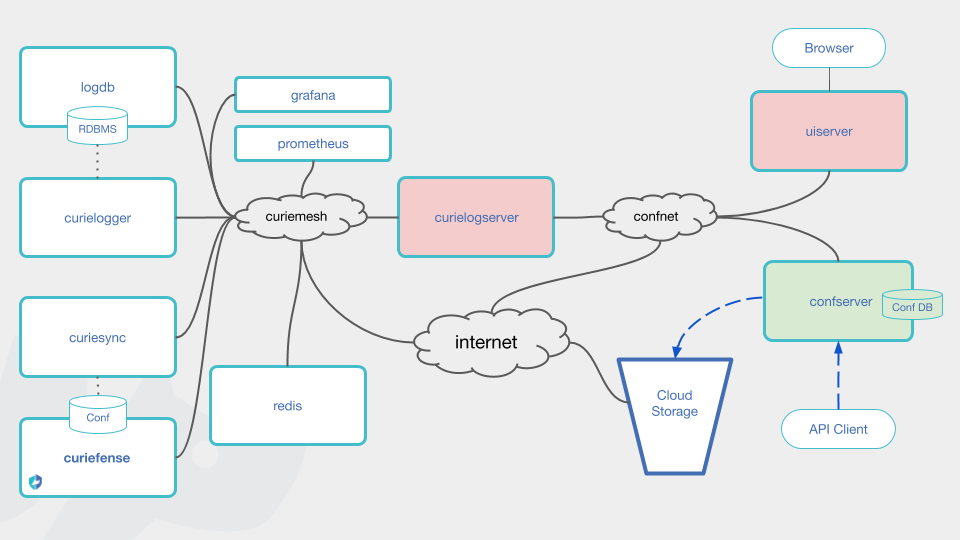 Browser
logdb
grafana
RDBMS
uiserver
prometheus
curielogger
curiemesh
curielogserver
confnet
confserver
Conf DB
curiesync
internet
Cloud
Storage
redis
Conf
API Client
curiefense